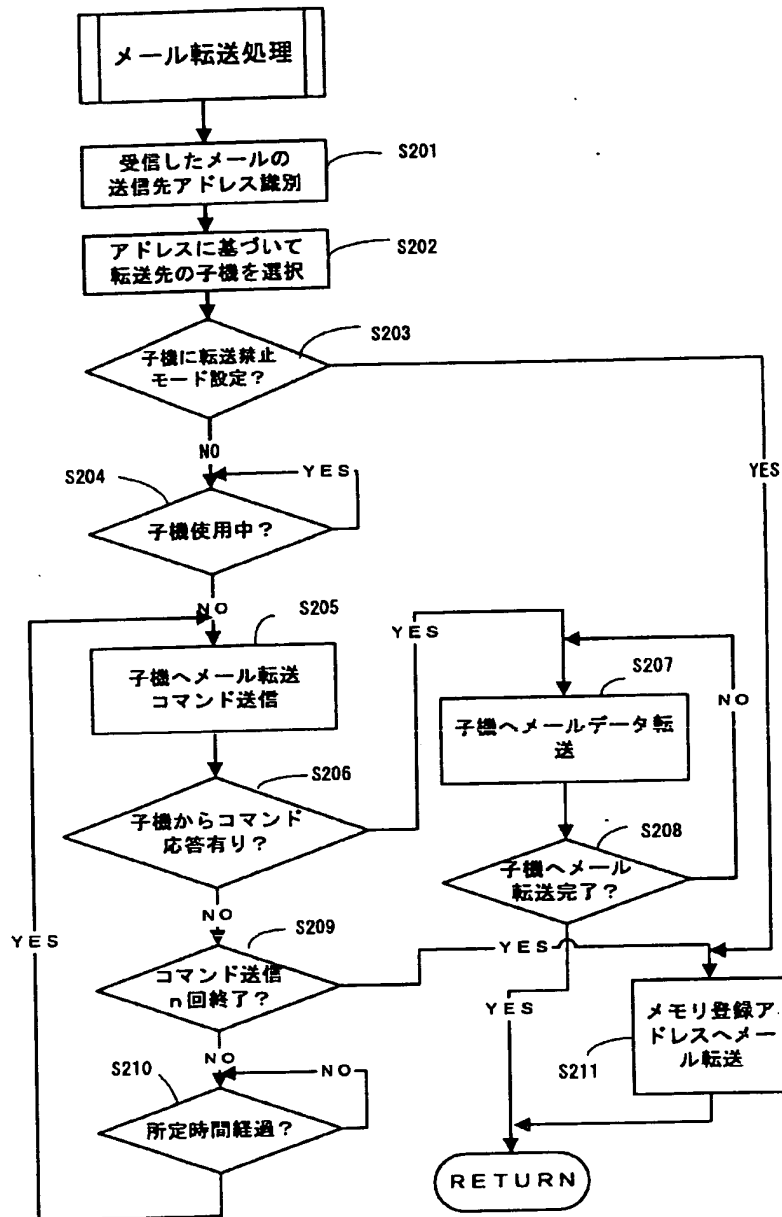 メール転送処理
受信したメールの
送信先アドレス識別
S201
アドレスに基づいて
転送先の子機を選択
S202
子機に転送禁止
モード設定？
S203
YES
NO
S204
YES
子機使用中？
NO
S205
子機へメール転送
コマンド送信
YES
S206
子機からコマンド
応答有り？
S207
NO
子機へメールデータ転
送
S208
子機へメール
転送完了？
NO
YES
S209
コマンド送信
n回終了？
YES
YES
NO
S210
NO
所定時間経過？
メモリ登録ア
ドレスへメー
ル転送
S211
RETURN